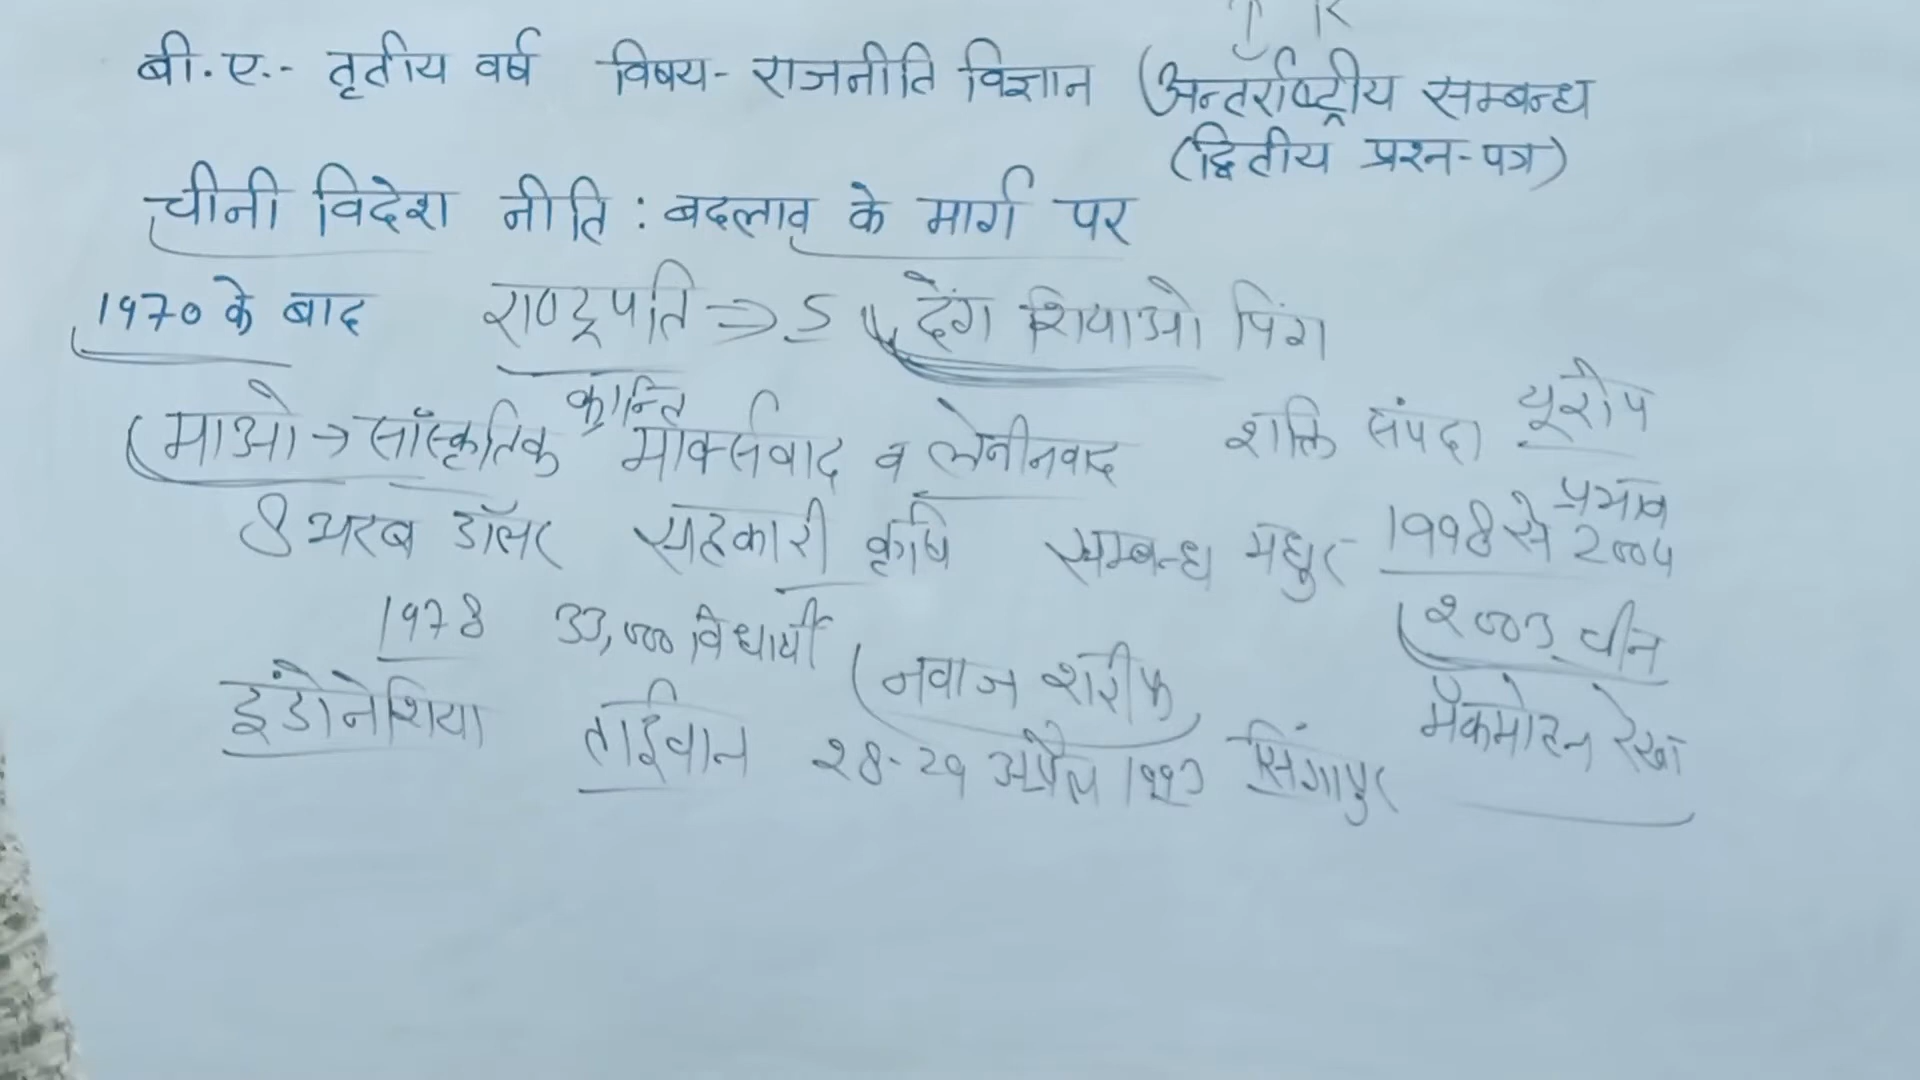 बी.ए.- तृतीय वर्ष विषय- राजनीति विज्ञान (अन्तर्राष्ट्रीय सम्बन्ध
(द्वितीय प्रश्न-पत्र)
चीनी विदेश नीति : बदलाव के मार्ग पर
1970 के बाद राष्ट्रपति => 5 देंग शियाओ पिंग
(माओ → साँस्कृतिक क्रान्ति मार्क्सवाद व लेनीनवाद शक्ति संपदा यूरोप
प्रभाव
8 अरब डॉलर सहकारी कृषि सम्बन्ध मधुर 1998 से 2004
1978 33,000 विधार्थी (नवाज शरीफ (2003 चीन
इंडोनेशिया ताईवान 28-29 अप्रैल 1993 सिंगापुर मैकमोहन रेखा